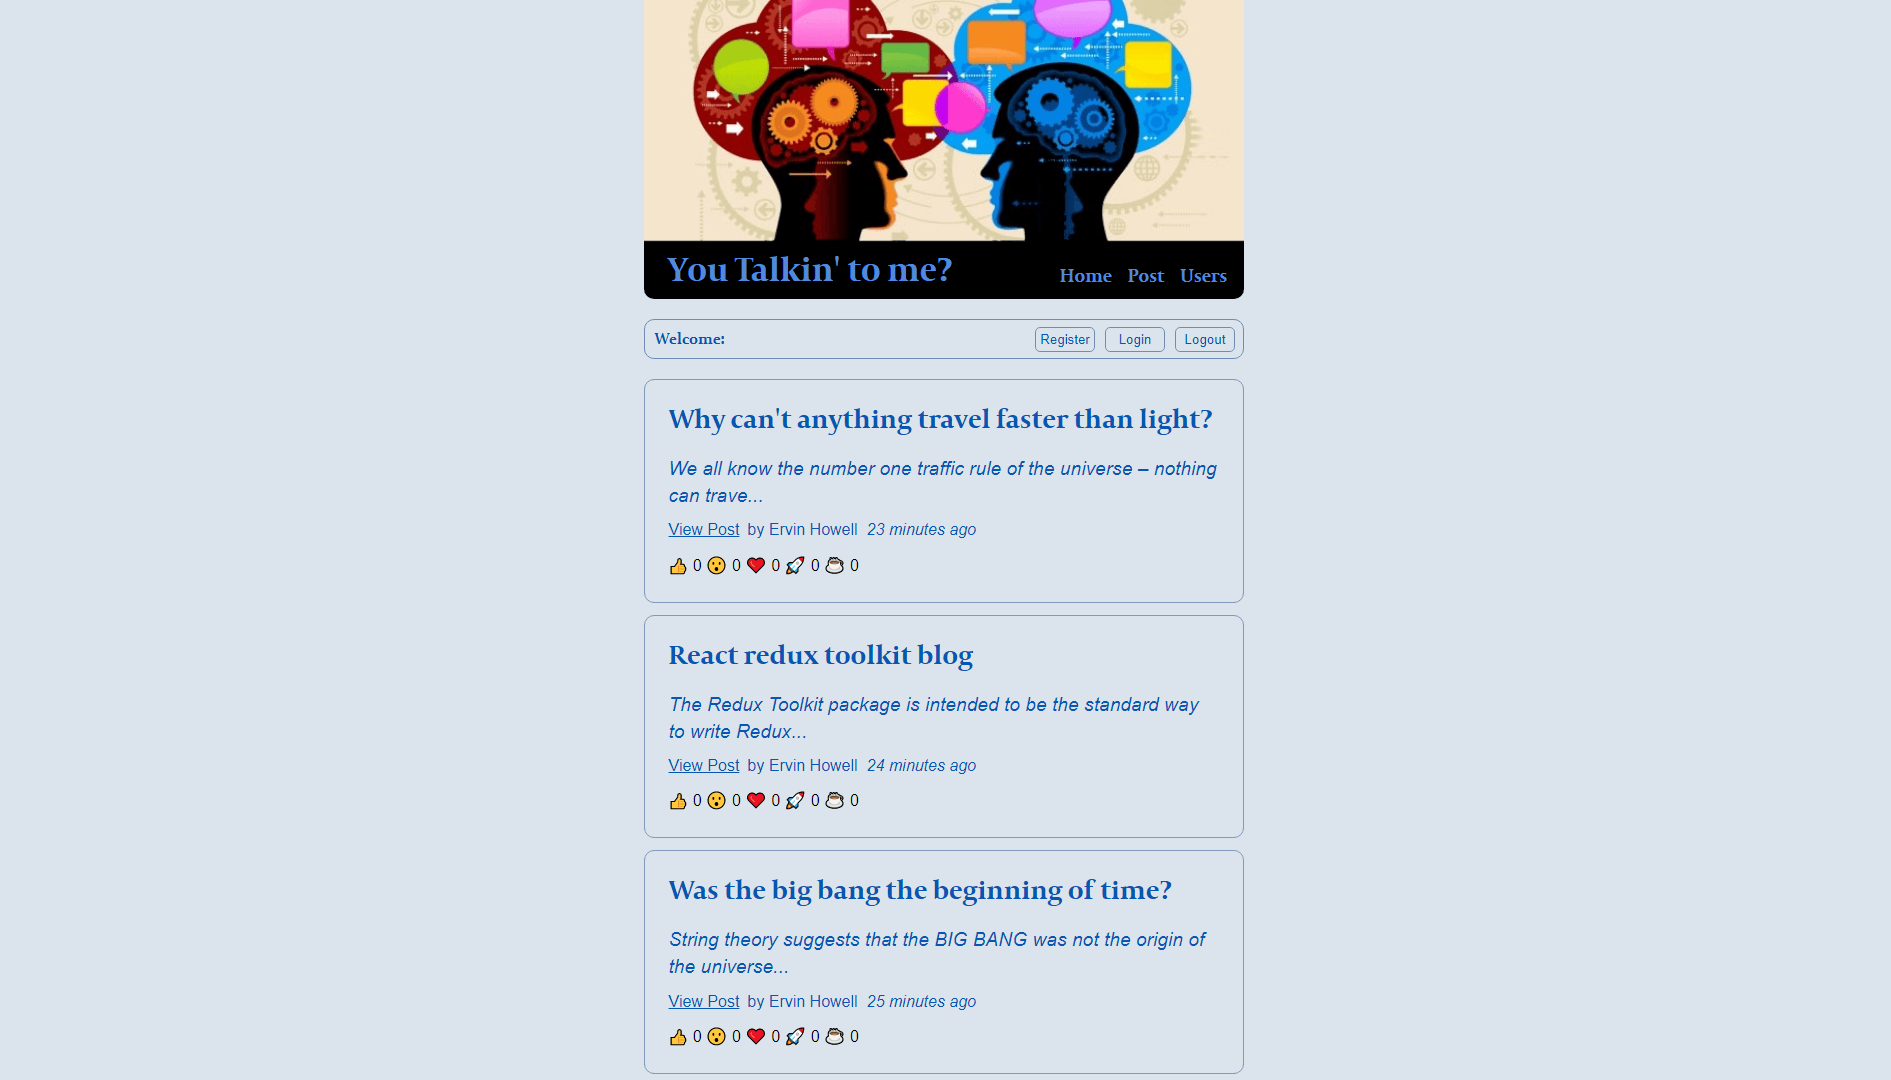 You Talkin' to me?
Home Post Users
Welcome:
Register Login Logout
Why can't anything travel faster than light?
We all know the number one traffic rule of the universe – nothing
can trave...
View Post by Ervin Howell 23 minutes ago
👍 0 😮 0 ❤️ 0 🚀 0 ☕ 0
React redux toolkit blog
The Redux Toolkit package is intended to be the standard way
to write Redux...
View Post by Ervin Howell 24 minutes ago
👍 0 😮 0 ❤️ 0 🚀 0 ☕ 0
Was the big bang the beginning of time?
String theory suggests that the BIG BANG was not the origin of
the universe...
View Post by Ervin Howell 25 minutes ago
👍 0 😮 0 ❤️ 0 🚀 0 ☕ 0